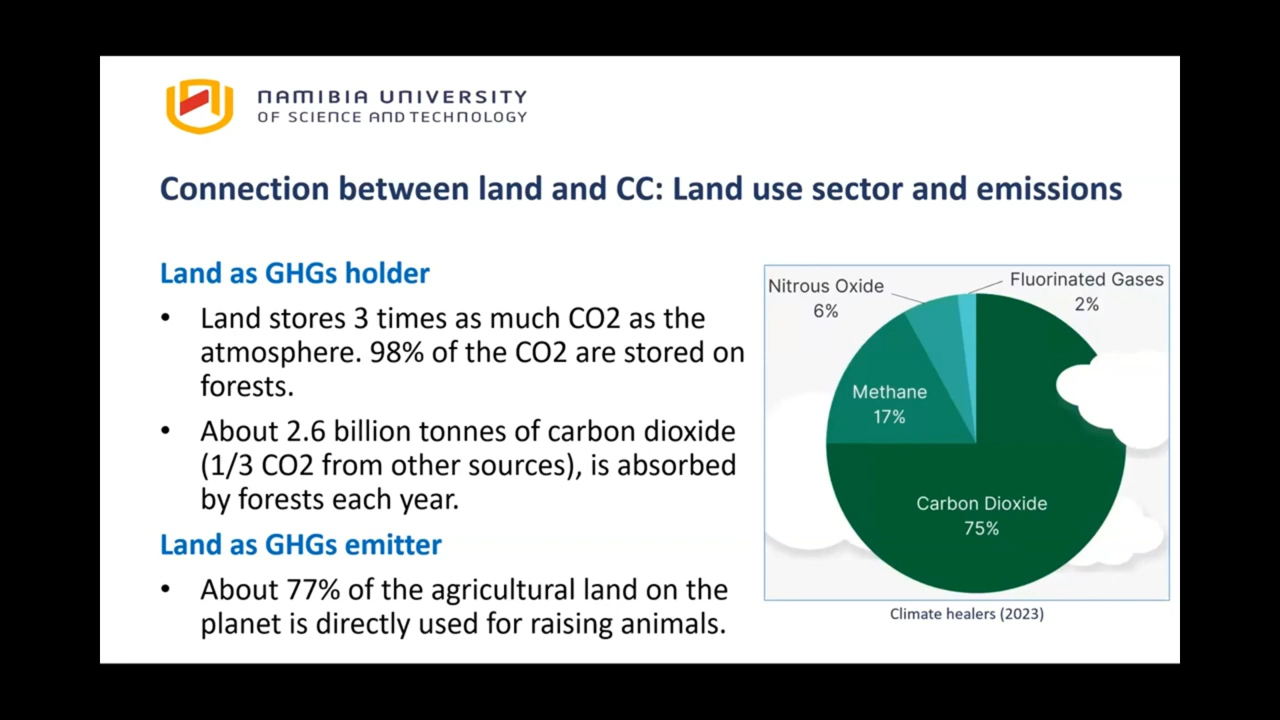 NAMIBIA UNIVERSITY
OF SCIENCE AND TECHNOLOGY
Connection between land and CC: Land use sector and emissions
Land as GHGs holder
• Land stores 3 times as much CO2 as the
atmosphere. 98% of the CO2 are stored on
forests.
• About 2.6 billion tonnes of carbon dioxide
(1/3 CO2 from other sources), is absorbed
by forests each year.
Land as GHGs emitter
• About 77% of the agricultural land on the
planet is directly used for raising animals.
Nitrous Oxide
6%
Fluorinated Gases
2%
Methane
17%
Carbon Dioxide
75%
Climate healers (2023)